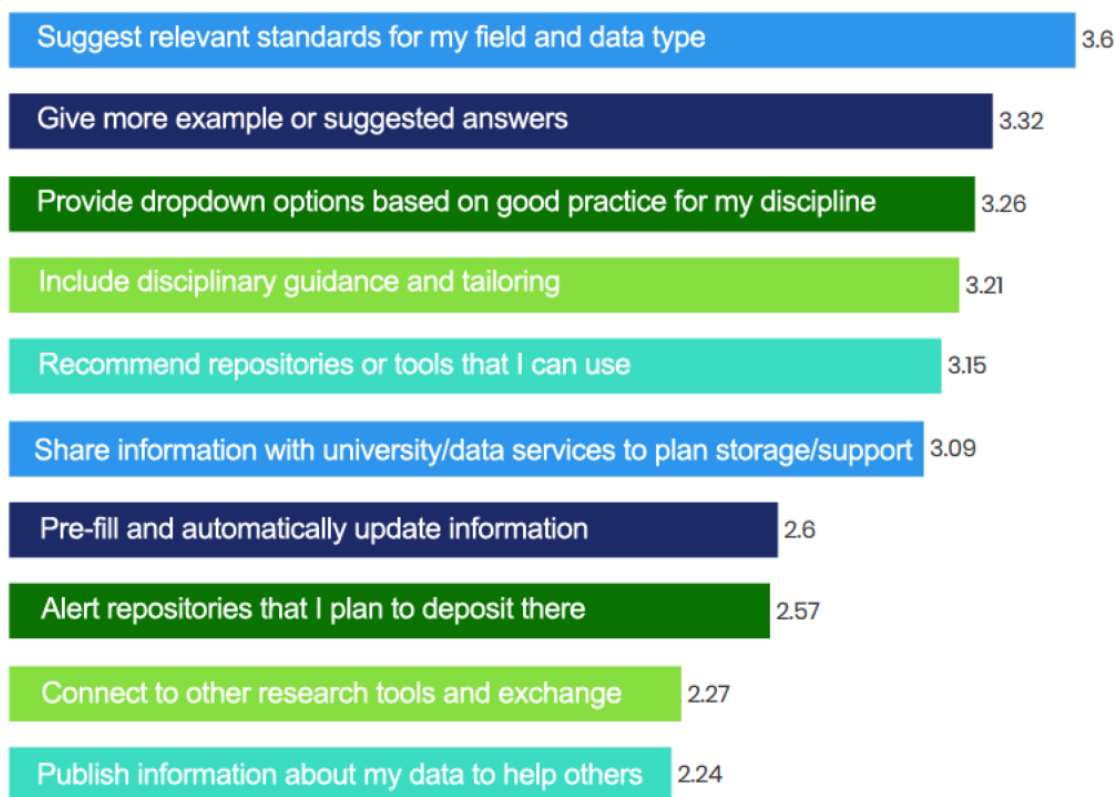 Suggest relevant standards for my field and data type 3.6
Give more example or suggested answers 3.32
Provide dropdown options based on good practice for my discipline 3.26
Include disciplinary guidance and tailoring 3.21
Recommend repositories or tools that I can use 3.15
Share information with university/data services to plan storage/support 3.09
Pre-fill and automatically update information 2.6
Alert repositories that I plan to deposit there 2.57
Connect to other research tools and exchange 2.27
Publish information about my data to help others 2.24